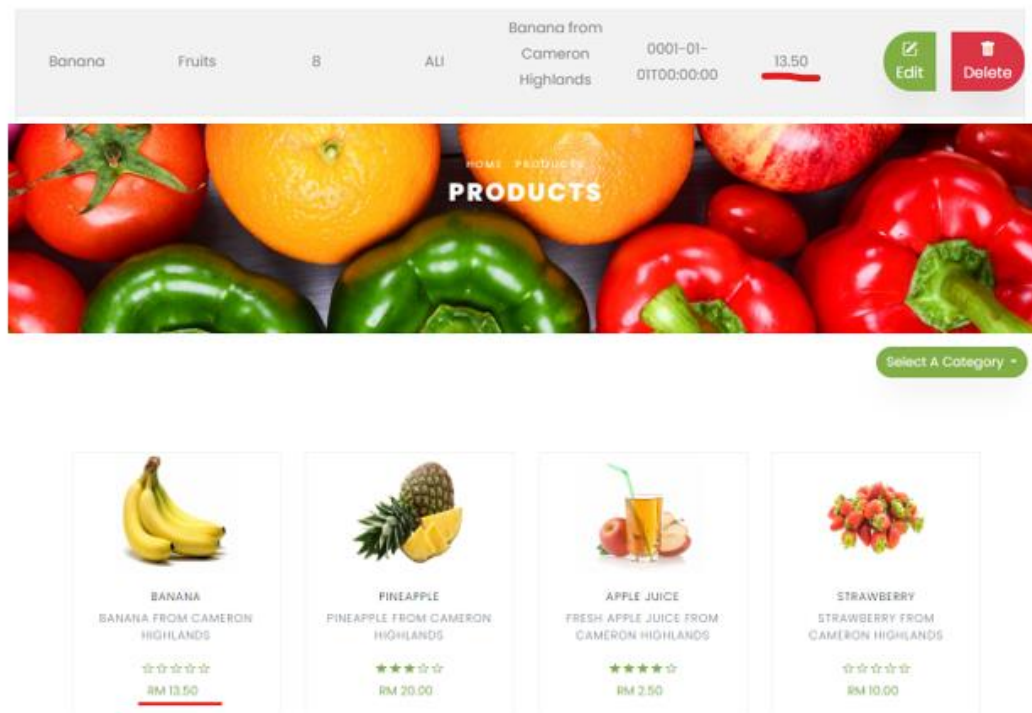 Banana Fruits 8 ALI Banana from Cameron Highlands 0001-01-01T00:00:00 13.50 Edit Delete
HOME PRODUCTS
PRODUCTS
Select A Category
BANANA
BANANA FROM CAMERON
HIGHLANDS
☆☆☆☆☆
RM 13.50
PINEAPPLE
PINEAPPLE FROM CAMERON
HIGHLANDS
★★★☆☆
RM 20.00
APPLE JUICE
FRESH APPLE JUICE FROM
CAMERON HIGHLANDS
★★★★☆
RM 2.50
STRAWBERRY
STRAWBERRY FROM
CAMERON HIGHLANDS
☆☆☆☆☆
RM 10.00